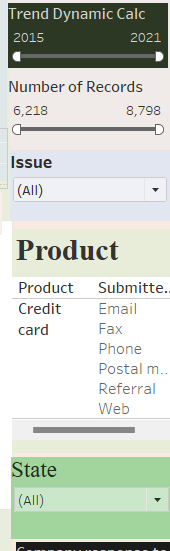 Trend Dynamic Calc
2015 2021
Number of Records
6,218 8,798
Issue
(All)
Product
Product Submitte..
Credit card Email
Fax
Phone
Postal m..
Referral
Web
State
(All)
Company response to